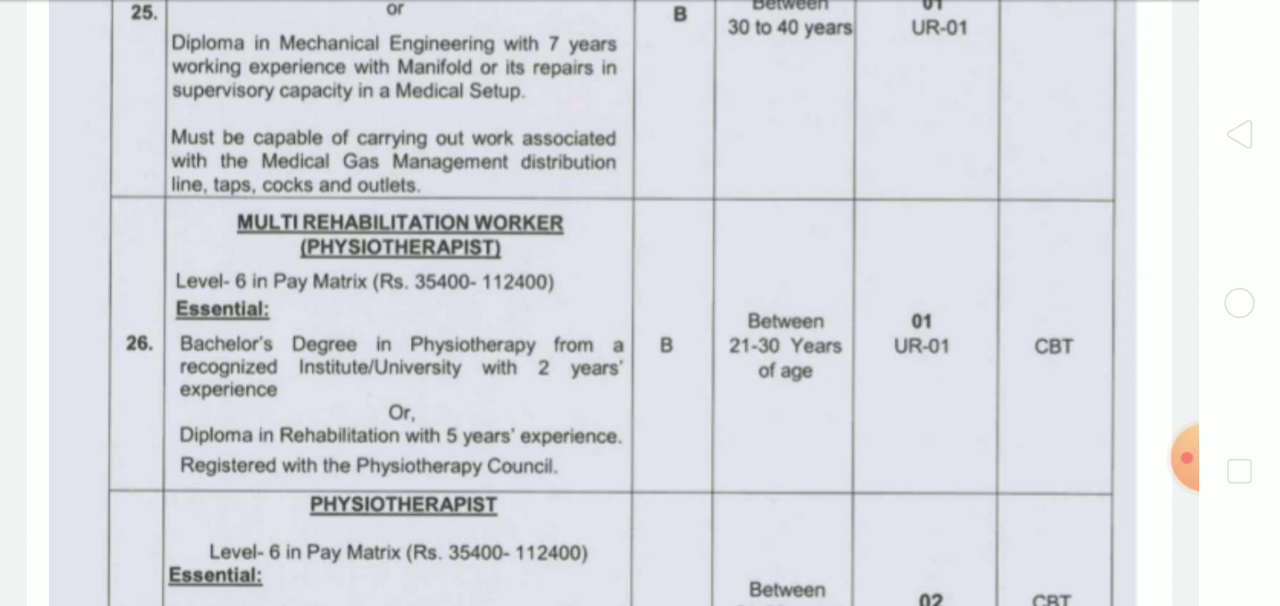 25.
or
B
Between
30 to 40 years
01
UR-01
Diploma in Mechanical Engineering with 7 years
working experience with Manifold or its repairs in
supervisory capacity in a Medical Setup.
Must be capable of carrying out work associated
with the Medical Gas Management distribution
line, taps, cocks and outlets.
26.
MULTI REHABILITATION WORKER
(PHYSIOTHERAPIST)
Level- 6 in Pay Matrix (Rs. 35400- 112400)
Essential:
Bachelor's Degree in Physiotherapy from a
recognized Institute/University with 2 years'
experience
Or,
Diploma in Rehabilitation with 5 years' experience.
Registered with the Physiotherapy Council.
B
Between
21-30 Years
of age
01
UR-01
CBT
PHYSIOTHERAPIST
Level- 6 in Pay Matrix (Rs. 35400- 112400)
Essential:
Between
02
CBT